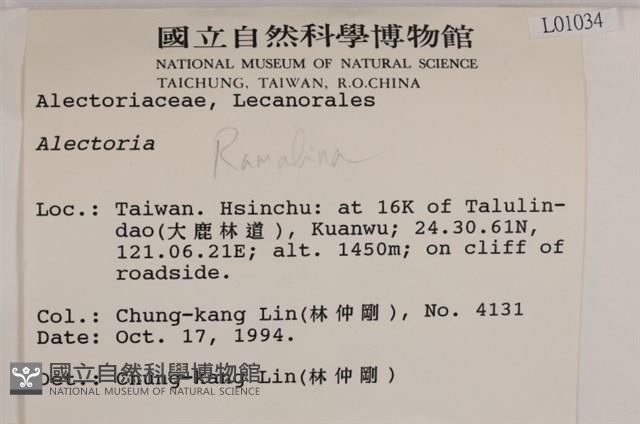 L01034
國立自然科學博物館
NATIONAL MUSEUM OF NATURAL SCIENCE
TAICHUNG, TAIWAN, R.O.CHINA
Alectoriaceae, Lecanorales
Alectoria
Ramalina
Loc.: Taiwan. Hsinchu: at 16K of Talulin-
dao(大鹿林道), Kuanwu; 24.30.61N,
121.06.21E; alt. 1450m; on cliff of
roadside.
Col.: Chung-kang Lin(林仲剛), No. 4131
Date: Oct. 17, 1994.
Det.: Chung-kang Lin(林仲剛)
國立自然科學博物館
NATIONAL MUSEUM OF NATURAL SCIENCE